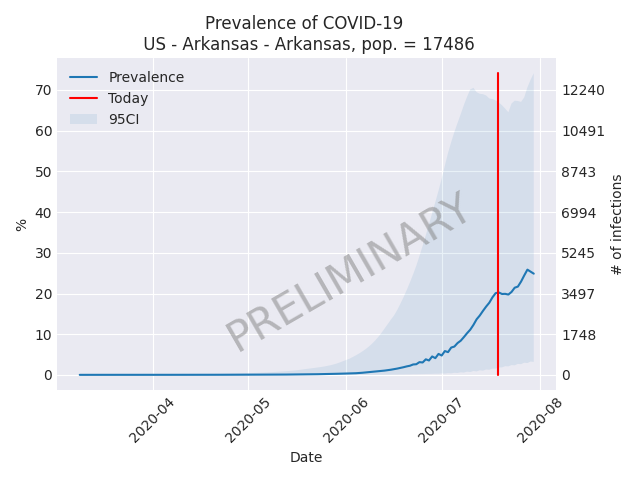 Prevalence of COVID-19
US - Arkansas - Arkansas, pop. = 17486
Prevalence
Today
95CI
PRELIMINARY
70
60
50
40
30
20
10
0
%
12240
10491
8743
6994
5245
3497
1748
0
# of infections
2020-04
2020-05
2020-06
2020-07
2020-08
Date